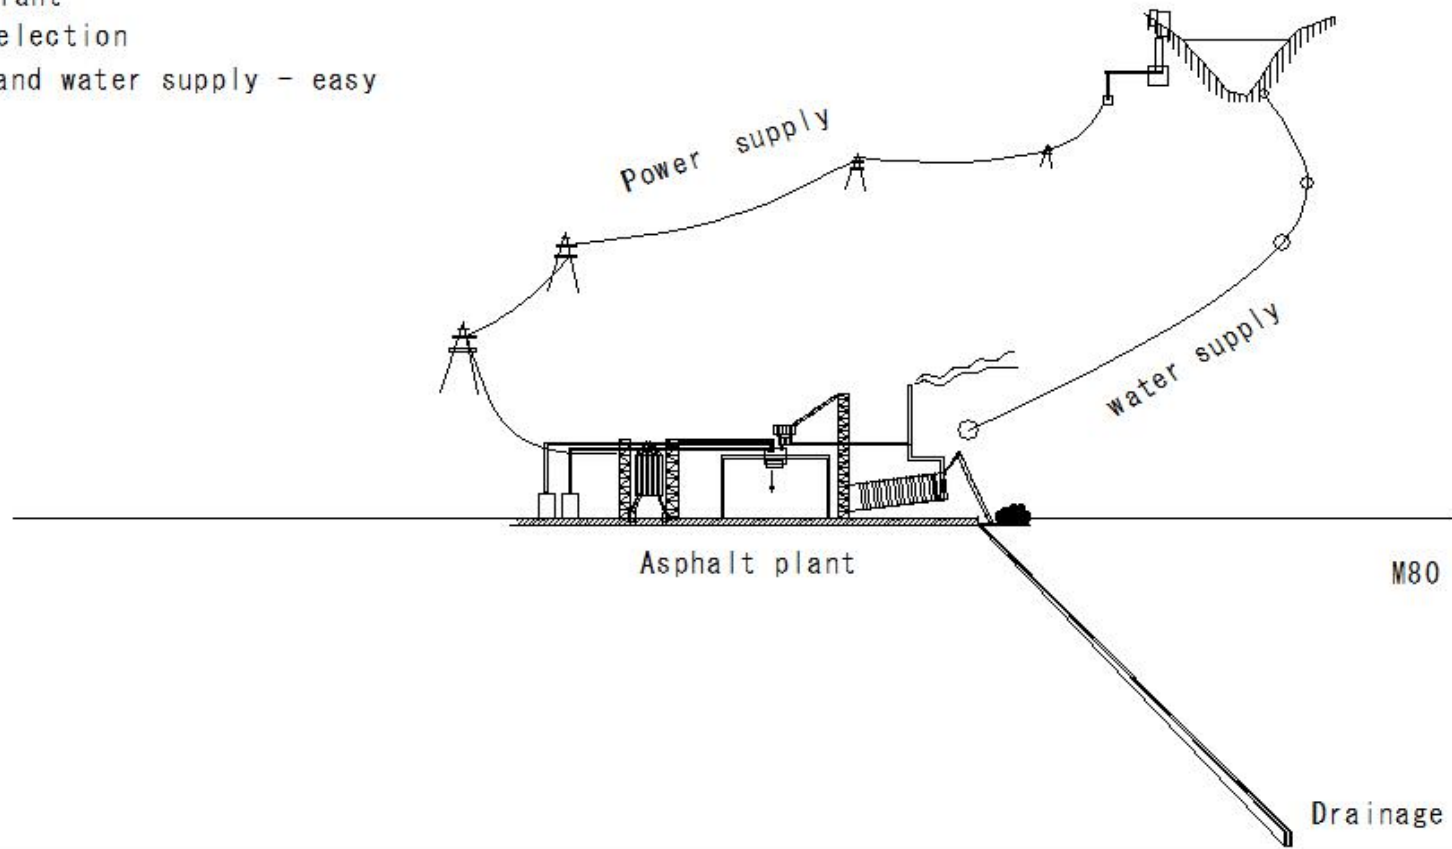 election
and water supply - easy
Power supply
water supply
Asphalt plant
M80
Drainage